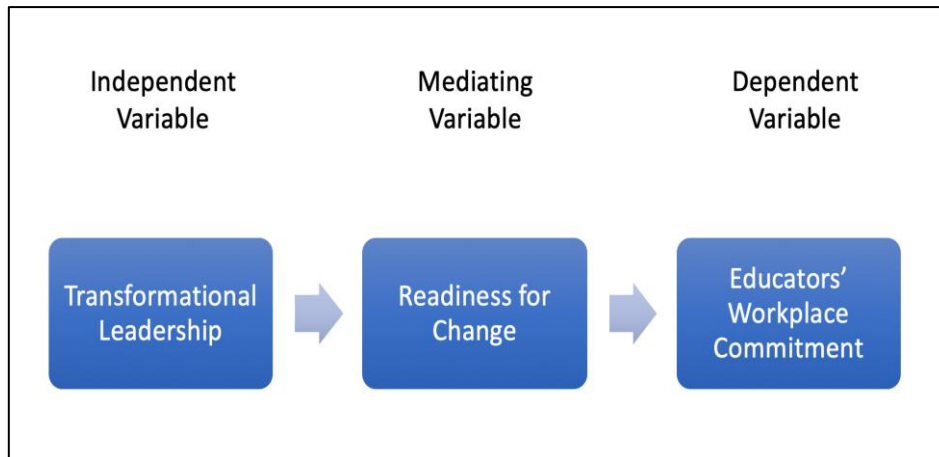 Independent
Variable
Mediating
Variable
Dependent
Variable
Transformational
Leadership
Readiness for
Change
Educators’
Workplace
Commitment